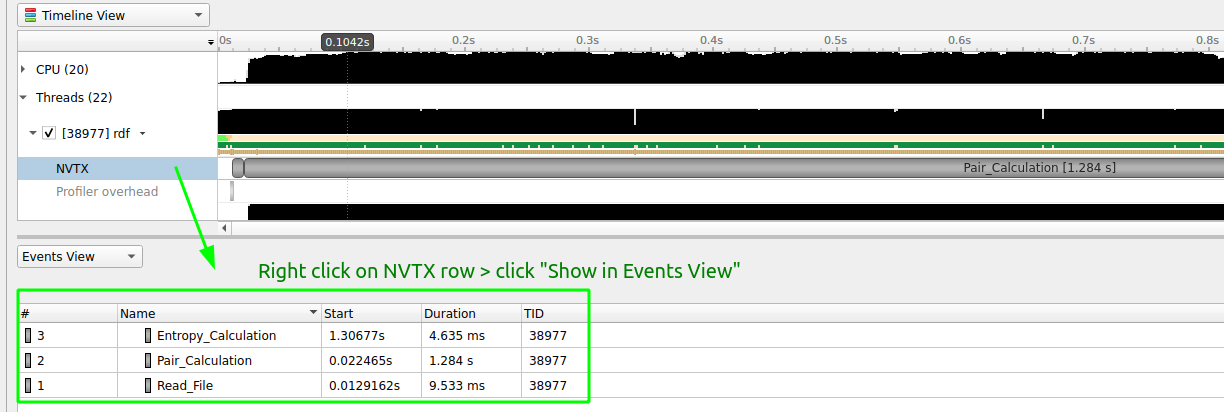 Timeline View
0s 0.1042s 0.2s 0.3s 0.4s 0.5s 0.6s 0.7s 0.8s
CPU (20)
Threads (22)
[38977] rdf
NVTX Pair_Calculation [1.284 s]
Profiler overhead
Events View
Right click on NVTX row > click "Show in Events View"
# Name Start Duration TID
3 Entropy_Calculation 1.30677s 4.635 ms 38977
2 Pair_Calculation 0.022465s 1.284 s 38977
1 Read_File 0.0129162s 9.533 ms 38977